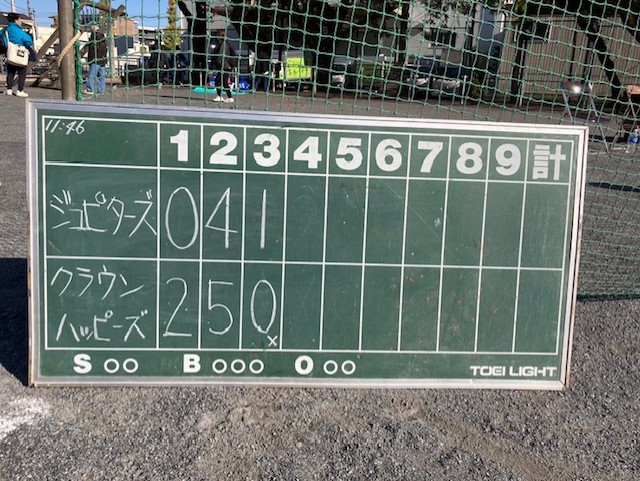 11:46
1 2 3 4 5 6 7 8 9 計
ジュピターズ 0 4 1
クラウン
ハッピーズ 2 5 0x
S ○○ B ○○○ O ○○
TOEI LIGHT